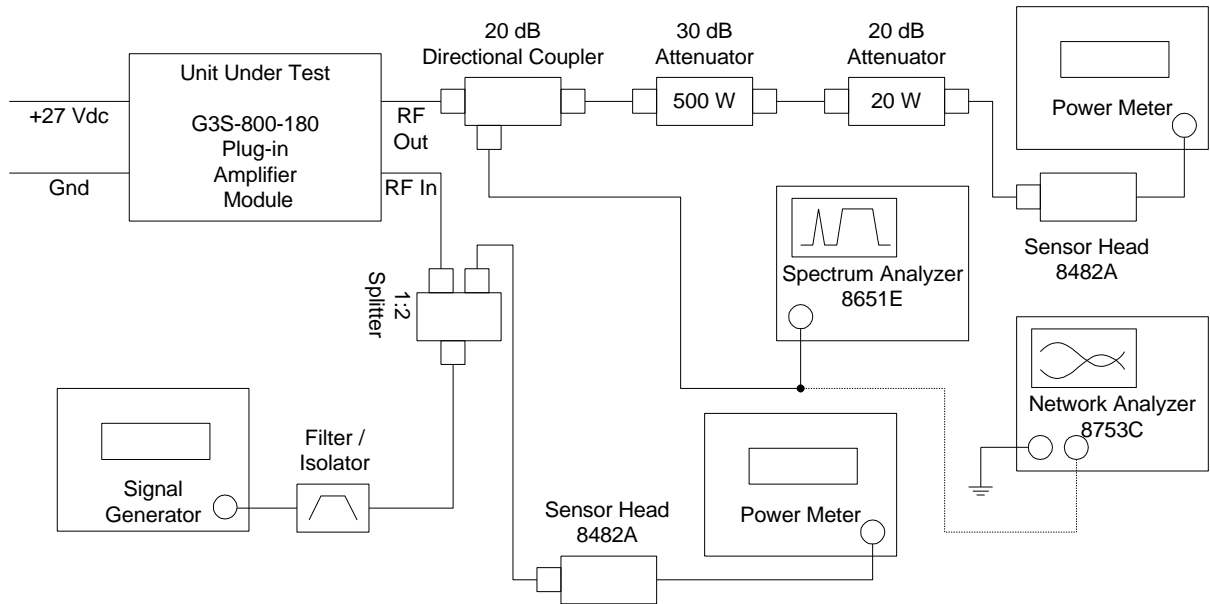 20 dB
Directional Coupler
30 dB
Attenuator
20 dB
Attenuator
Unit Under Test
G3S-800-180
Plug-in
Amplifier
Module
+27 Vdc
Gnd
RF
Out
RF In
500 W
20 W
Power Meter
Sensor Head
8482A
Spectrum Analyzer
8651E
1:2
Splitter
Network Analyzer
8753C
Filter /
Isolator
Signal
Generator
Sensor Head
8482A
Power Meter